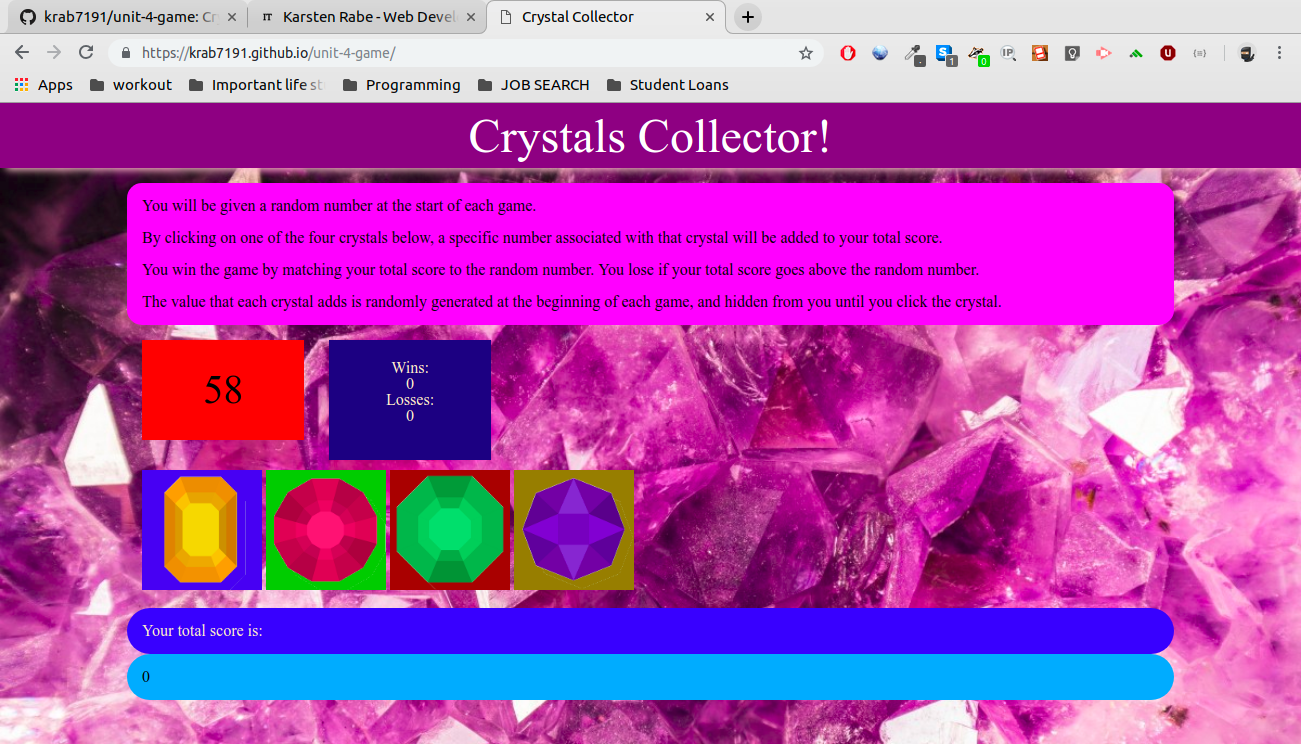 krab7191/unit-4-game: Cr
IT Karsten Rabe - Web Devel
Crystal Collector
https://krab7191.github.io/unit-4-game/
Apps
workout
Important life st
Programming
JOB SEARCH
Student Loans
Crystals Collector!
You will be given a random number at the start of each game.
By clicking on one of the four crystals below, a specific number associated with that crystal will be added to your total score.
You win the game by matching your total score to the random number. You lose if your total score goes above the random number.
The value that each crystal adds is randomly generated at the beginning of each game, and hidden from you until you click the crystal.
58
Wins:
0
Losses:
0
Your total score is:
0